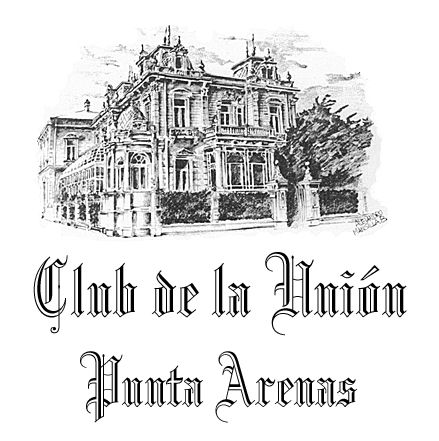 Club de la Unión
Punta Arenas